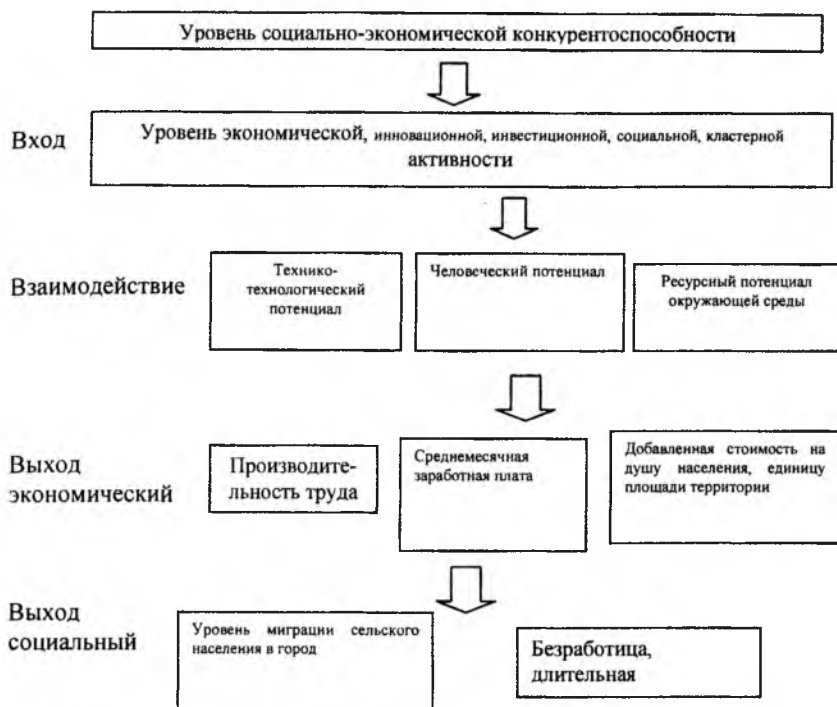 Уровень социально-экономической конкурентоспособности
Вход
Уровень экономической, инновационной, инвестиционной, социальной, кластерной
активности
Взаимодействие
Технико-
технологический
потенциал
Человеческий потенциал
Ресурсный потенциал
окружающей среды
Выход
экономический
Производите-
льность труда
Среднемесячная
заработная плата
Добавленная стоимость на
душу населения, единицу
площади территории
Выход
социальный
Уровень миграции сельского
населения в город
Безработица,
длительная